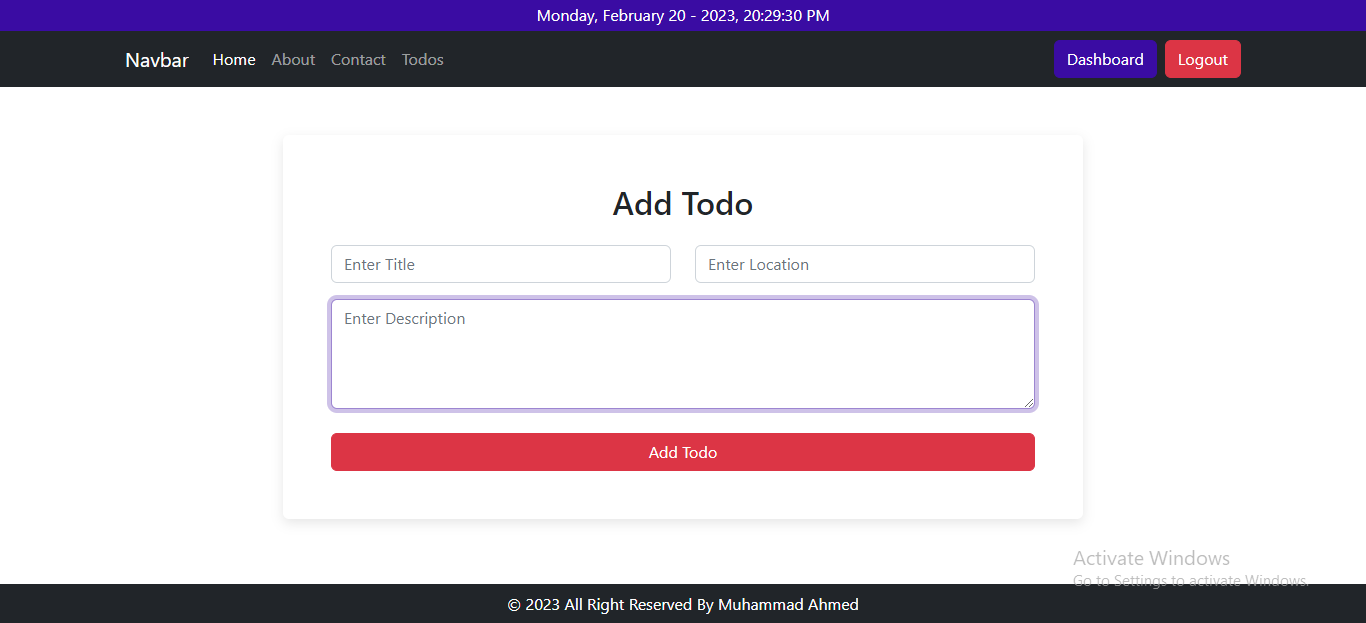 Monday, February 20 - 2023, 20:29:30 PM
Navbar Home About Contact Todos Dashboard Logout
Add Todo
Enter Title Enter Location
Enter Description
Add Todo
Activate Windows
Go to Settings to activate Windows.
© 2023 All Right Reserved By Muhammad Ahmed